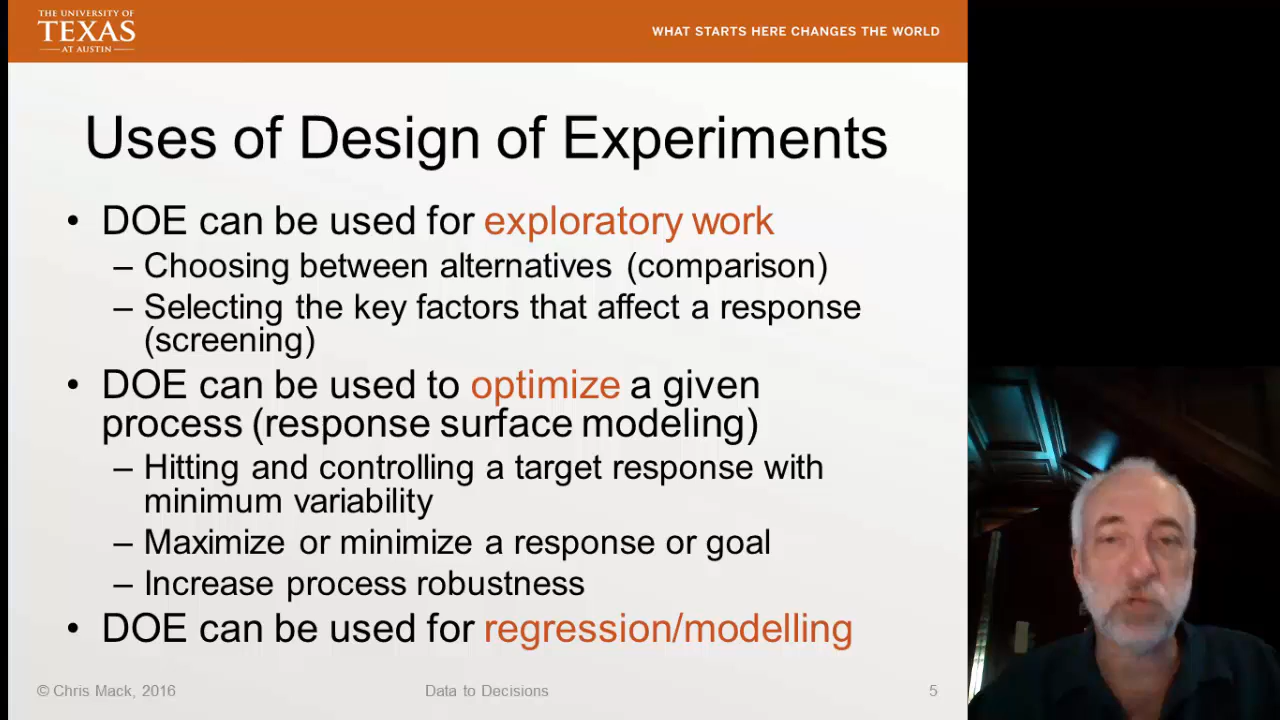 THE UNIVERSITY OF
TEXAS
AT AUSTIN
WHAT STARTS HERE CHANGES THE WORLD
Uses of Design of Experiments
• DOE can be used for exploratory work
– Choosing between alternatives (comparison)
– Selecting the key factors that affect a response
(screening)
• DOE can be used to optimize a given
process (response surface modeling)
– Hitting and controlling a target response with
minimum variability
– Maximize or minimize a response or goal
– Increase process robustness
• DOE can be used for regression/modelling
© Chris Mack, 2016
Data to Decisions
5